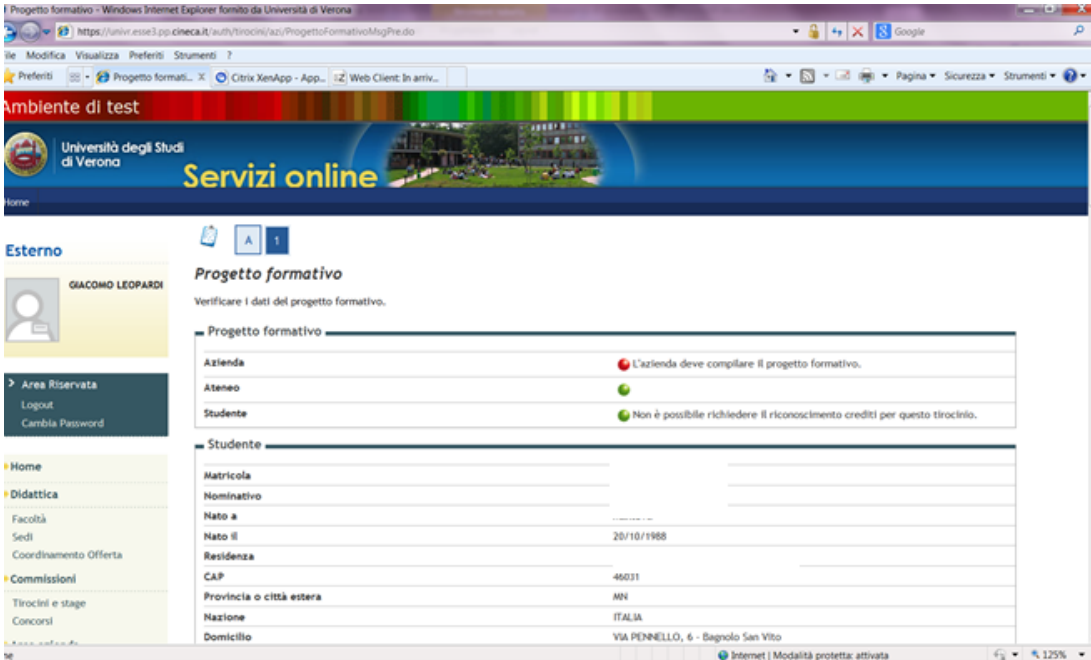 Progetto formativo - Windows Internet Explorer fornito da Università di Verona
https://univr.esse3.pp.cineca.it/auth/tirocini/azi/ProgettoFormativoMsgPre.do
Google
Modifica Visualizza Preferiti Strumenti ?
Preferiti Progetto formati... Citrix XenApp - App... Web Client: In arriv... Pagina Sicurezza Strumenti
Ambiente di test
Università degli Studi
di Verona
Servizi online
Home
A 1
Esterno
Progetto formativo
GIACOMO LEOPARDI
Verificare i dati del progetto formativo.
Progetto formativo
Azienda L'azienda deve compilare il progetto formativo.
Ateneo
Studente Non è possibile richiedere il riconoscimento crediti per questo tirocinio.
> Area Riservata
Logout
Cambia Password
Studente
Matricola
Nominativo
Nato a
Nato il 20/10/1988
Residenza
CAP 46031
Provincia o città estera MN
Nazione ITALIA
Domicilio VIA PENNELLO, 6 - Bagnolo San Vito
Home
Didattica
Facoltà
Sedi
Coordinamento Offerta
Commissioni
Tirocini e stage
Concorsi
Internet | Modalità protetta: attivata 125%